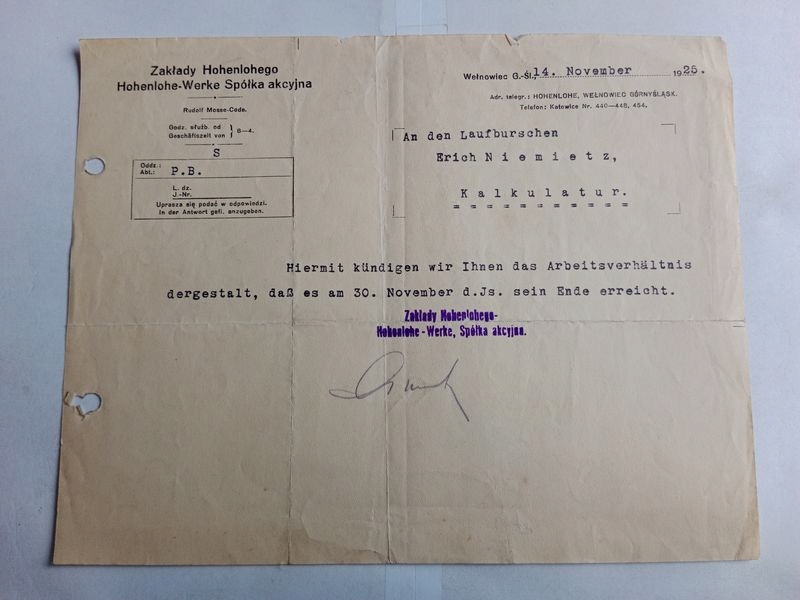 Zakłady Hohenlohego
Hohenlohe-Werke Spółka akcyjna
Rudolf Mosse-Code.
Godz. służb. od } 8—4.
Geschäftszeit von
S
Oddz.:
Abt.: P.B.
L. dz.
J.-Nr.
Uprasza się podać w odpowiedzi.
In der Antwort gefl. anzugeben.
Wełnowiec G.-Śl., 14. November 1925.
Adr. telegr.: HOHENLOHE, WEŁNOWIEC GÓRNYŚLĄSK.
Telefon: Katowice Nr. 440—448, 454.
An den Laufburschen
Erich Niemietz,
Kalkulatur.
= = = = = = = = = = =
Hiermit kündigen wir Ihnen das Arbeitsverhältnis
dergestalt, daß es am 30. November d.Js. sein Ende erreicht.
Zakłady Hohenlohego-
Hohenlohe-Werke, Spółka akcyjna.